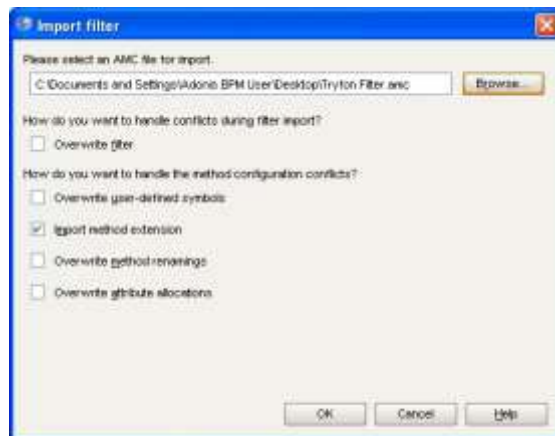 Import filter
Please select an AMC file for import.
C:\Documents and Settings\Adonis BPM User\Desktop\Tryton Filter.amc
Browse...
How do you want to handle conflicts during filter import?
Overwrite filter
How do you want to handle the method configuration conflicts?
Overwrite user-defined symbols
Import method extension
Overwrite method renamings
Overwrite attribute allocations
OK Cancel Help